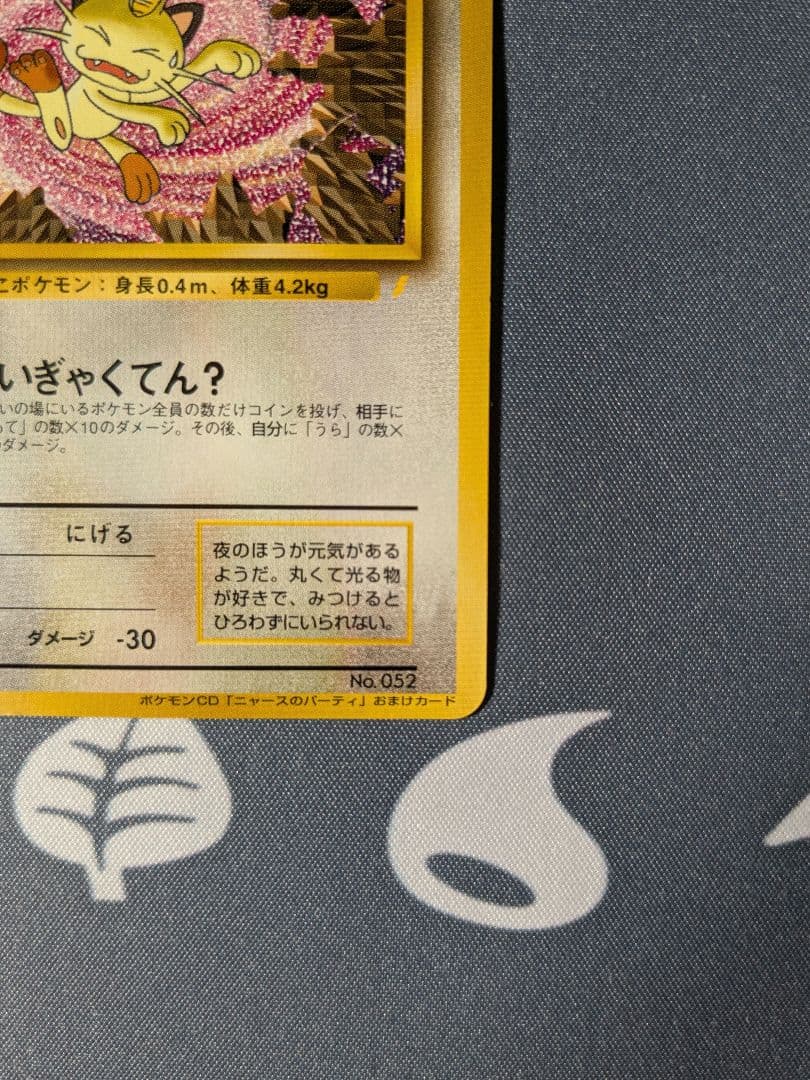 こポケモン：身長0.4m、体重4.2kg
いぎゃくてん？
いの場にいるポケモン全員の数だけコインを投げ、相手に
て」の数×10のダメージ。その後、自分に「うら」の数×
ダメージ。
にげる
夜のほうが元気がある
ようだ。丸くて光る物
が好きで、みつけると
ひろわずにいられない。
ダメージ -30
No. 052
ポケモンCD「ニャースのパーティ」おまけカード